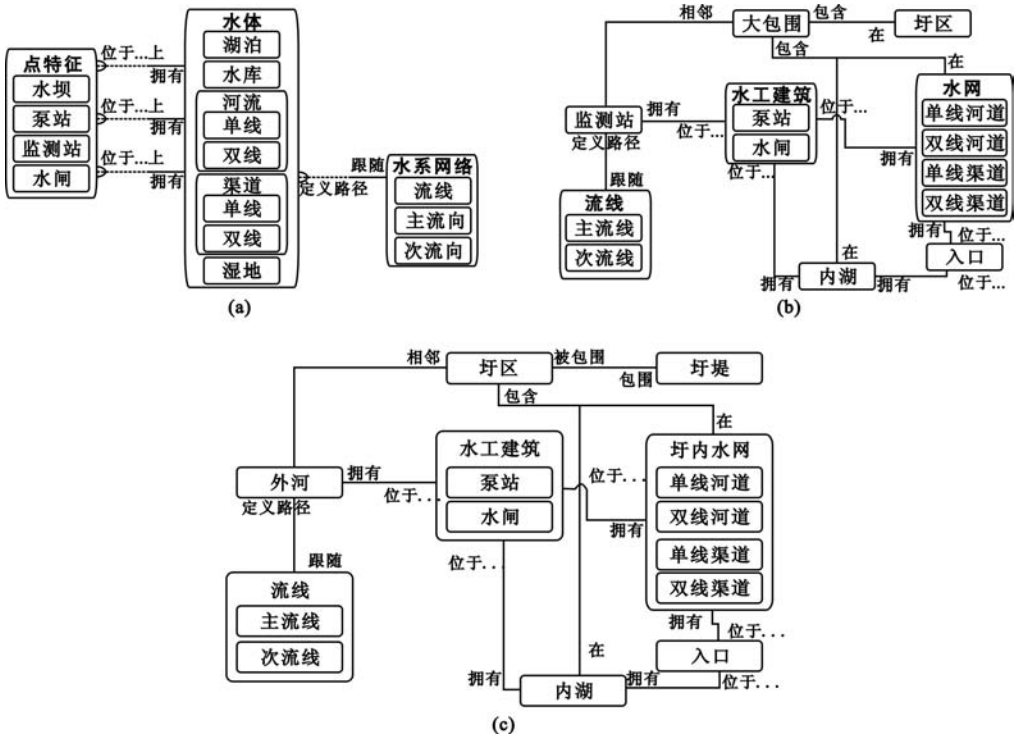 水体
湖泊
水库
河流
单线
双线
渠道
单线
双线
湿地
点特征
水坝
泵站
监测站
水闸
位于...上
拥有
位于...上
拥有
位于...上
拥有
定义路径
跟随
水系网络
流线
主流向
次流向
(a)
相邻
大包围
包含
在
圩区
包含
在
水网
单线河道
双线河道
单线渠道
双线渠道
水工建筑
泵站
水闸
位于...
拥有
监测站
定义路径
拥有
位于...
位于...
跟随
流线
主流线
次流线
拥有
位于...
入口
位于...
在
拥有
内湖
拥有
(b)
相邻
圩区
被包围
包围
圩堤
包含
在
水工建筑
泵站
水闸
圩内水网
单线河道
双线河道
单线渠道
双线渠道
位于...
拥有
外河
定义路径
拥有
位于...
位于...
跟随
流线
主流线
次流线
拥有
位于...
入口
位于...
在
拥有
内湖
拥有
(c)